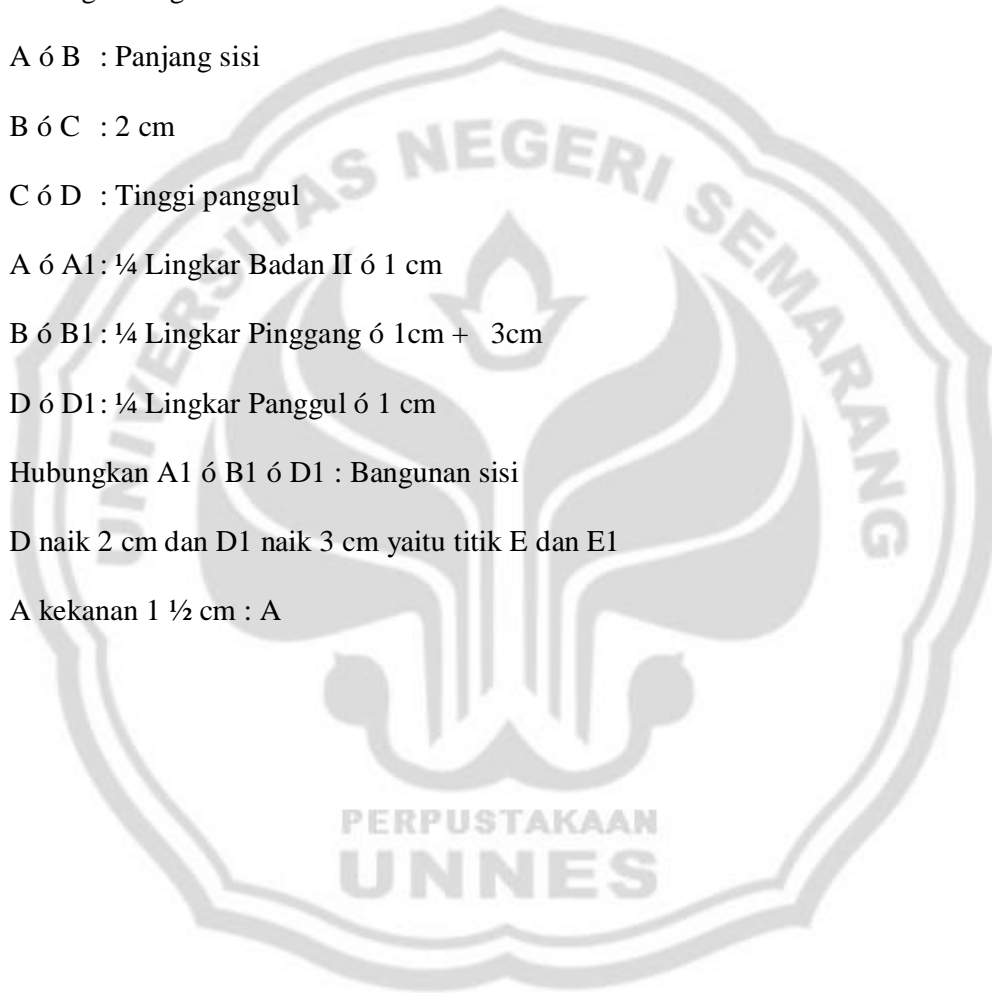 A ó B : Panjang sisi
B ó C : 2 cm
C ó D : Tinggi panggul
A ó A1: ¼ Lingkar Badan II ó 1 cm
B ó B1: ¼ Lingkar Pinggang ó 1cm + 3cm
D ó D1: ¼ Lingkar Panggul ó 1 cm
Hubungkan A1 ó B1 ó D1 : Bangunan sisi
D naik 2 cm dan D1 naik 3 cm yaitu titik E dan E1
A kekanan 1 ½ cm : A
UNIVERSITAS NEGERI SEMARANG
PERPUSTAKAAN
UNNES